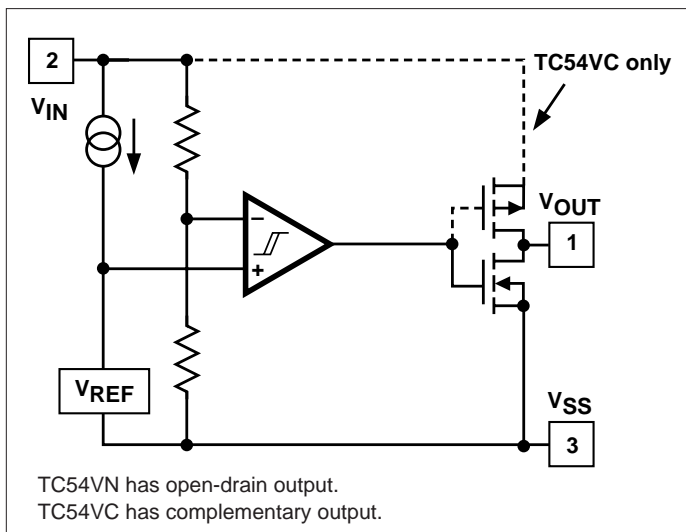 2
TC54VC only
VIN
VOUT
1
−
+
VREF
VSS
3
TC54VN has open-drain output.
TC54VC has complementary output.